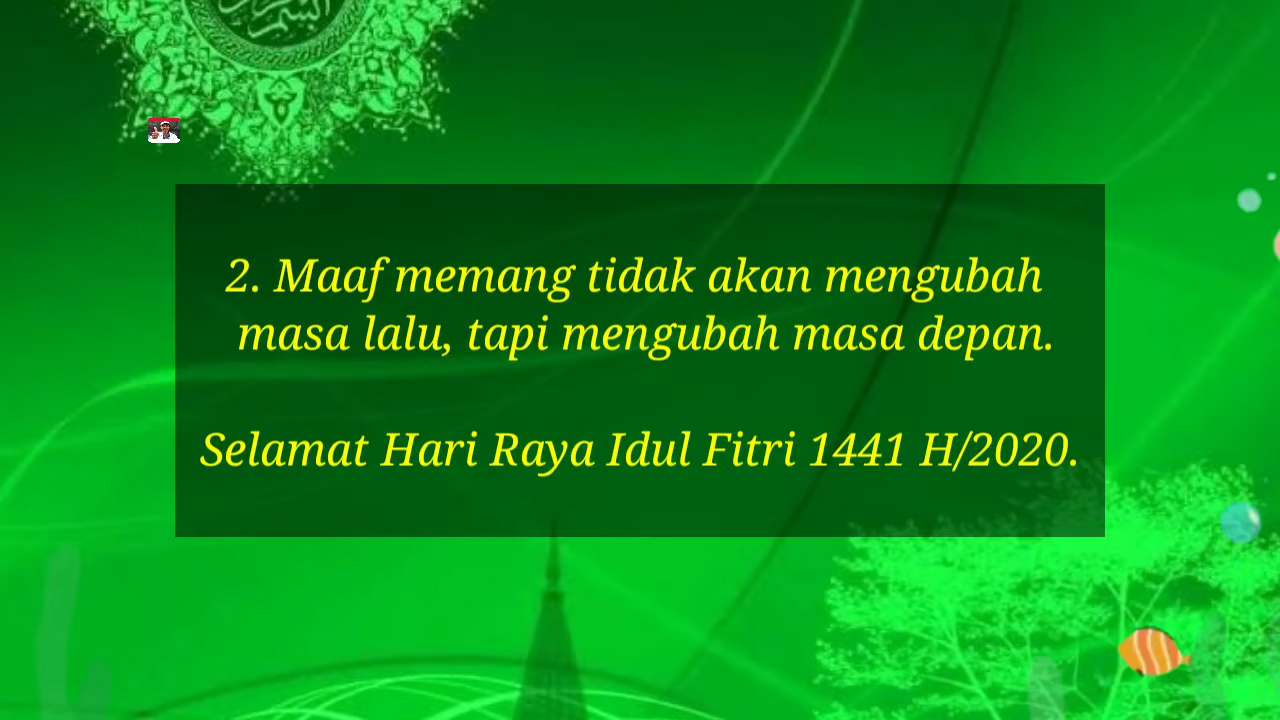 2. Maaf memang tidak akan mengubah
masa lalu, tapi mengubah masa depan.
Selamat Hari Raya Idul Fitri 1441 H/2020.